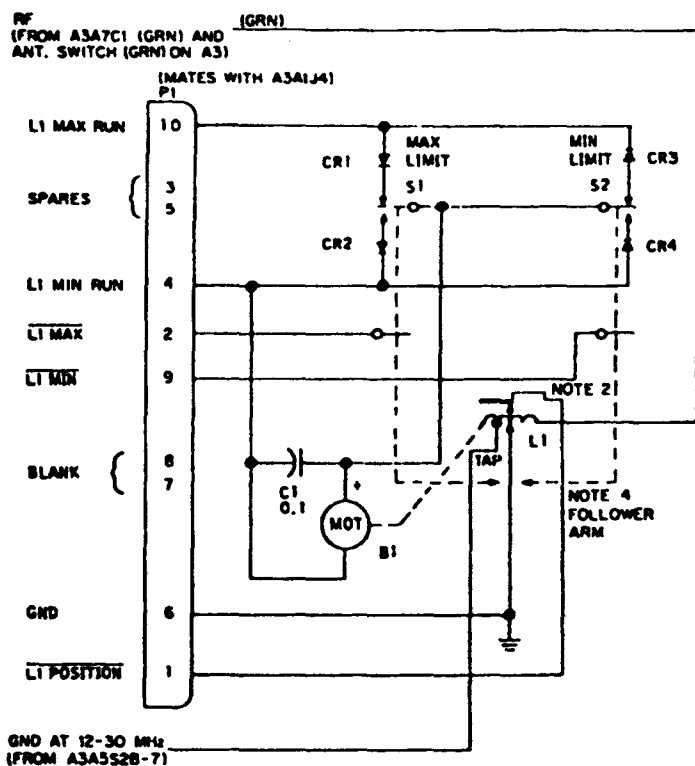 RF (GRN)
(FROM A3A7C1 (GRN) AND
ANT. SWITCH (GRN) ON A3)
(MATES WITH A3A1J4)
P1
L1 MAX RUN 10
CR1
MAX
LIMIT
S1
MIN
LIMIT
S2
CR3
SPARES
3
5
CR2
CR4
L1 MIN RUN 4
L1 MAX 2
L1 MIN 9
NOTE 2
L1
TAP
BLANK
8
7
C1
0.1
+
MOT
B1
NOTE 4
FOLLOWER
ARM
GND 6
L1 POSITION 1
GND AT 12-30 MHz
(FROM A3A5S2B-7)